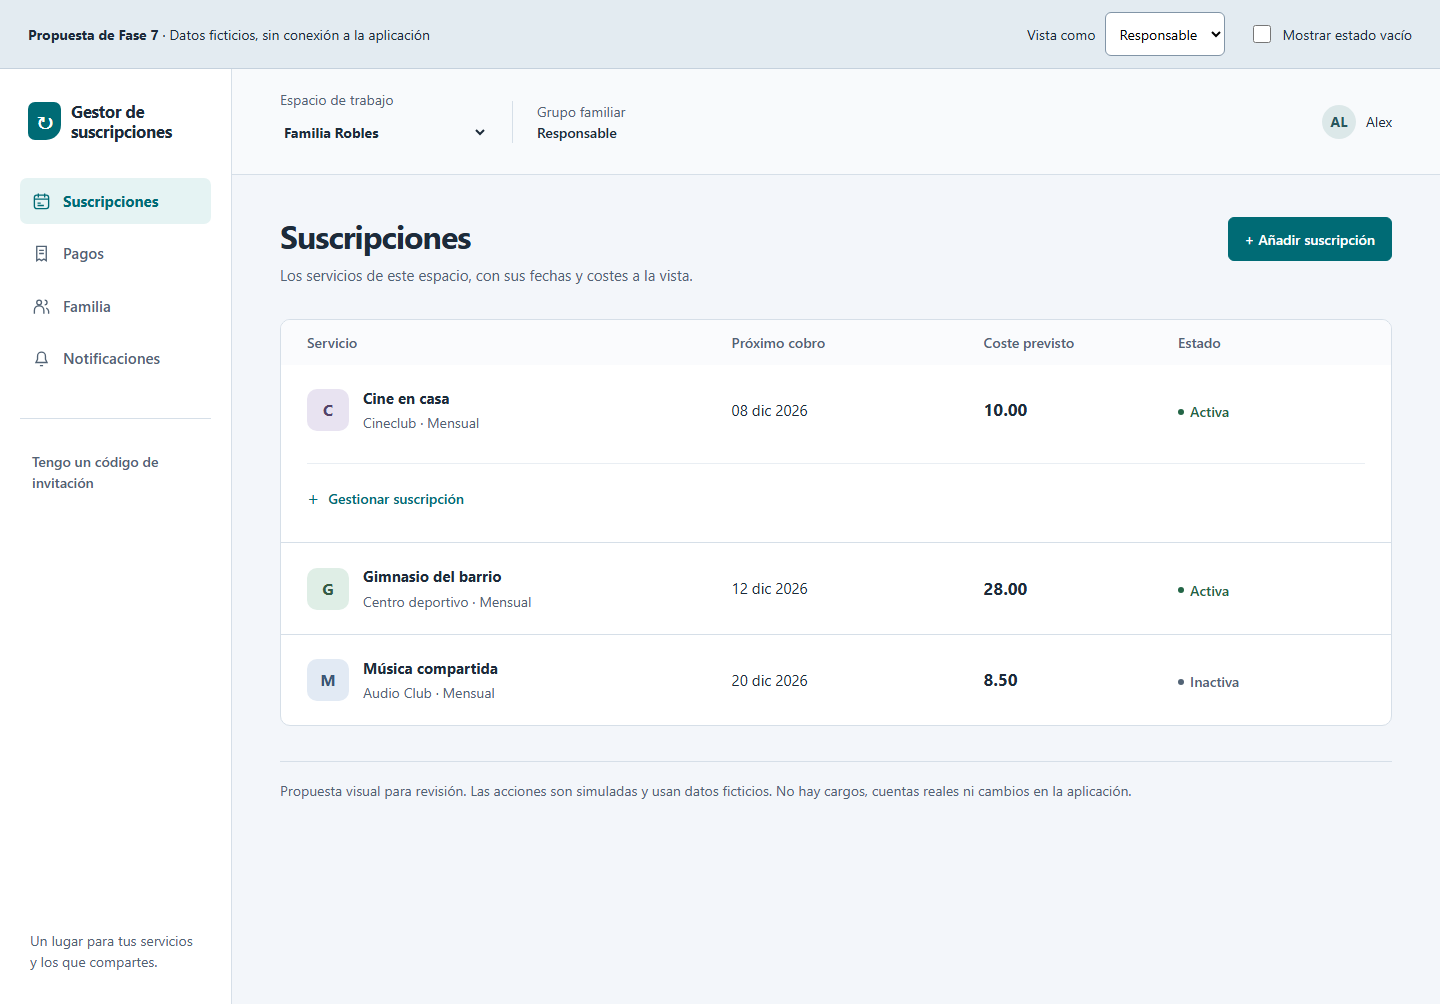 Propuesta de Fase 7 · Datos ficticios, sin conexión a la aplicación
Vista como
Responsable
Mostrar estado vacío
Gestor de
suscripciones
Suscripciones
Pagos
Familia
Notificaciones
Tengo un código de
invitación
Un lugar para tus servicios
y los que compartes.
Espacio de trabajo
Familia Robles
Grupo familiar
Responsable
AL Alex
Suscripciones
Los servicios de este espacio, con sus fechas y costes a la vista.
+ Añadir suscripción
Servicio Próximo cobro Coste previsto Estado
C
Cine en casa
Cineclub · Mensual
08 dic 2026
10.00
Activa
+ Gestionar suscripción
G
Gimnasio del barrio
Centro deportivo · Mensual
12 dic 2026
28.00
Activa
M
Música compartida
Audio Club · Mensual
20 dic 2026
8.50
Inactiva
Propuesta visual para revisión. Las acciones son simuladas y usan datos ficticios. No hay cargos, cuentas reales ni cambios en la aplicación.